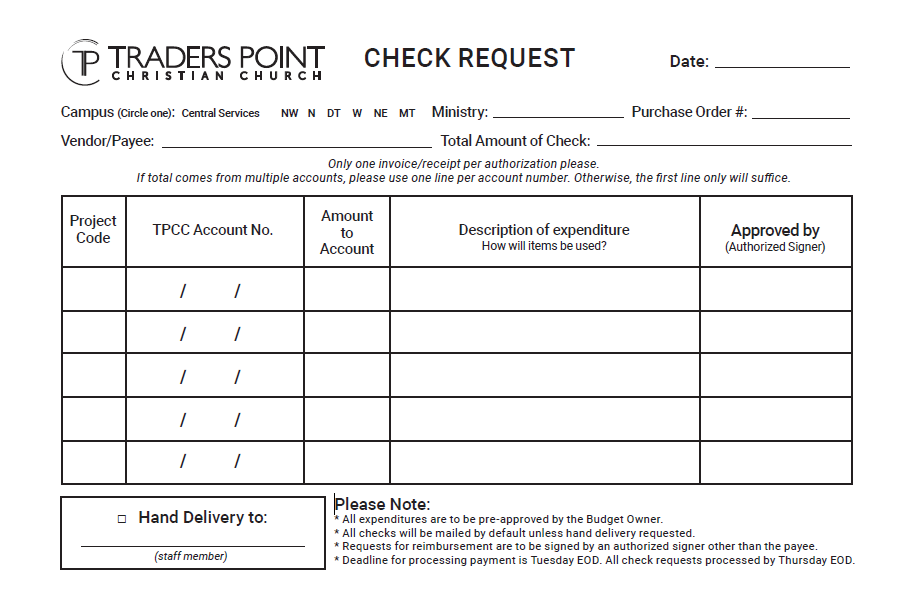 TP TRADERS POINT
CHRISTIAN CHURCH
CHECK REQUEST
Date:
Campus (Circle one): Central Services NW N DT W NE MT Ministry: Purchase Order #:
Vendor/Payee: Total Amount of Check:
Only one invoice/receipt per authorization please.
If total comes from multiple accounts, please use one line per account number. Otherwise, the first line only will suffice.
Project
Code
TPCC Account No.
Amount
to
Account
Description of expenditure
How will items be used?
Approved by
(Authorized Signer)
/ /
/ /
/ /
/ /
/ /
□ Hand Delivery to:
(staff member)
Please Note:
* All expenditures are to be pre-approved by the Budget Owner.
* All checks will be mailed by default unless hand delivery requested.
* Requests for reimbursement are to be signed by an authorized signer other than the payee.
* Deadline for processing payment is Tuesday EOD. All check requests processed by Thursday EOD.